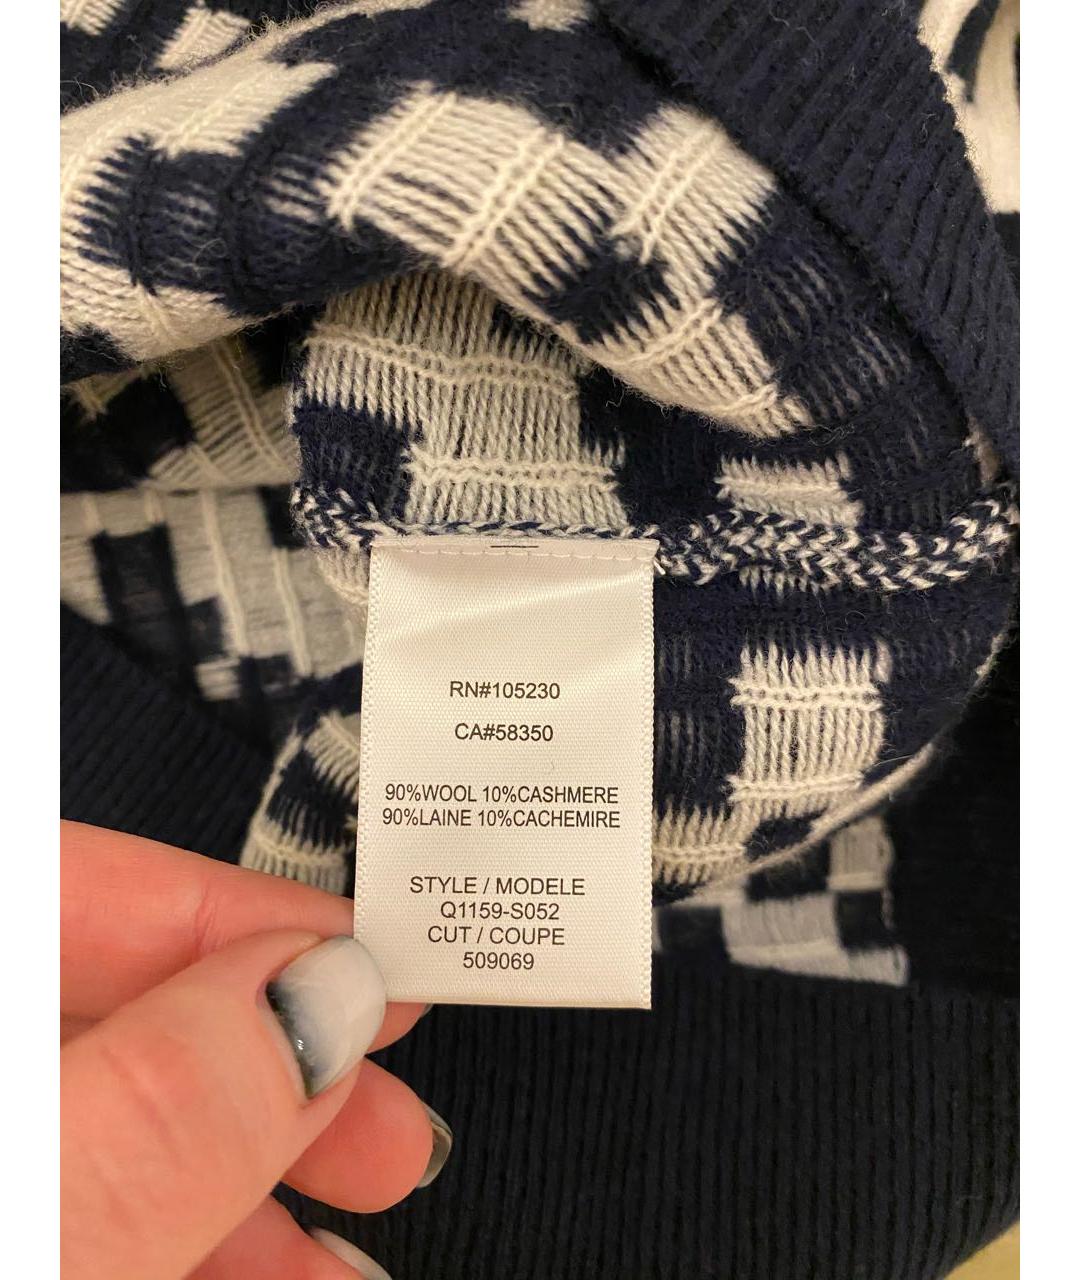 RN#105230
CA#58350
90%WOOL 10%CASHMERE
90%LAINE 10%CACHEMIRE
STYLE / MODELE
Q1159-S052
CUT / COUPE
509069